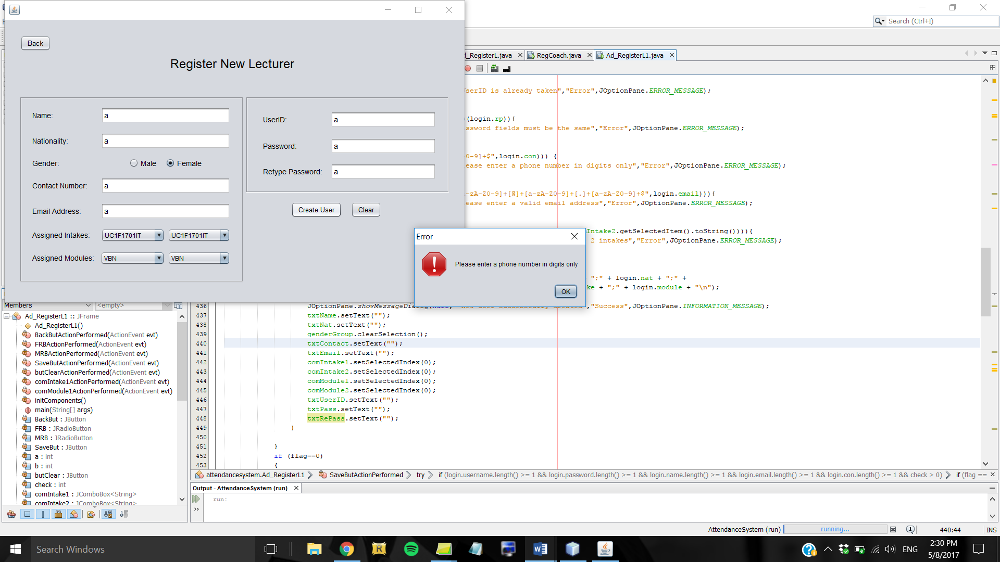 Search (Ctrl+I)
Back
Register New Lecturer
Name:
a
Nationality:
a
Gender:
Male
Female
Contact Number:
a
Email Address:
a
Assigned Intakes:
UC1F1701IT
UC1F1701IT
Assigned Modules:
VBN
VBN
UserID:
a
Password:
a
Retype Password:
a
Create User
Clear
Error
Please enter a phone number in digits only
OK
_RegisterL.java
RegCoach.java
Ad_RegisterL1.java
UserID is already taken","Error",JOptionPane.ERROR_MESSAGE);
(login.rp)){
ssword fields must be the same","Error",JOptionPane.ERROR_MESSAGE);
0-9]+$",login.con))) {
ease enter a phone number in digits only","Error",JOptionPane.ERROR_MESSAGE);
-zA-Z0-9]+[@]+[a-zA-Z0-9]+[.]+[a-zA-Z0-9]+$",login.email))){
ease enter a valid email address","Error",JOptionPane.ERROR_MESSAGE);
Intake2.getSelectedItem().toString()))){
2 intakes","Error",JOptionPane.ERROR_MESSAGE);
";" + login.nat + ";" +
ke + ";" + login.module + "\n");
436 JOptionPane.showMessageDialog(null, "New user successfully created","Success",JOptionPane.INFORMATION_MESSAGE);
437 txtName.setText("");
438 txtNat.setText("");
439 genderGroup.clearSelection();
440 txtContact.setText("");
441 txtEmail.setText("");
442 comIntake1.setSelectedIndex(0);
443 comIntake2.setSelectedIndex(0);
444 comModule1.setSelectedIndex(0);
445 comModule2.setSelectedIndex(0);
446 txtUserID.setText("");
447 txtPass.setText("");
448 txtRePass.setText("");
449 }
450
451 }
452 if (flag==0)
453 {
Members
<empty>
Ad_RegisterL1 :: JFrame
Ad_RegisterL1()
BackButActionPerformed(ActionEvent evt)
FRBActionPerformed(ActionEvent evt)
MRBActionPerformed(ActionEvent evt)
SaveButActionPerformed(ActionEvent evt)
butClearActionPerformed(ActionEvent evt)
comIntake1ActionPerformed(ActionEvent evt)
comModule1ActionPerformed(ActionEvent evt)
initComponents()
main(String[] args)
BackBut : JButton
FRB : JRadioButton
MRB : JRadioButton
SaveBut : JButton
a : int
b : int
butClear : JButton
check : int
comIntake1 : JComboBox<String>
comIntake2 : JComboBox<String>
attendancesystem.Ad_RegisterL1
SaveButActionPerformed
try
if (login.username.length() >= 1 && login.password.length() >= 1 && login.name.length() >= 1 && login.email.length() >= 1 && login.con.length() >= 1 && check > 0)
if (flag ==
Output - AttendanceSystem (run)
run:
AttendanceSystem (run)
running...
440:44
INS
Search Windows
ENG
2:30 PM
5/8/2017